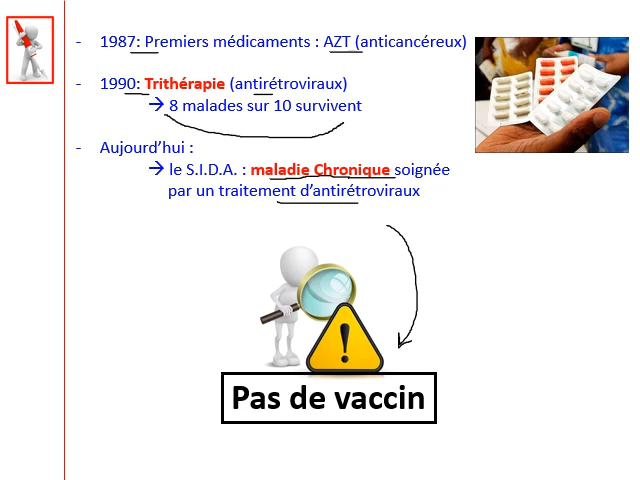 - 1987: Premiers médicaments : AZT (anticancéreux)
- 1990: Trithérapie (antirétroviraux)
→ 8 malades sur 10 survivent
- Aujourd'hui :
→ le S.I.D.A. : maladie Chronique soignée
par un traitement d'antirétroviraux
!
Pas de vaccin